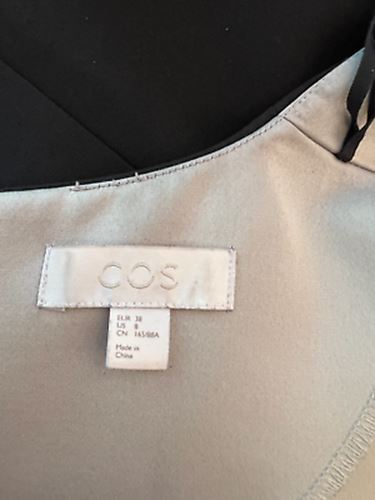 COS
EUR 38
US 8
CN 165/88A
Made in
China